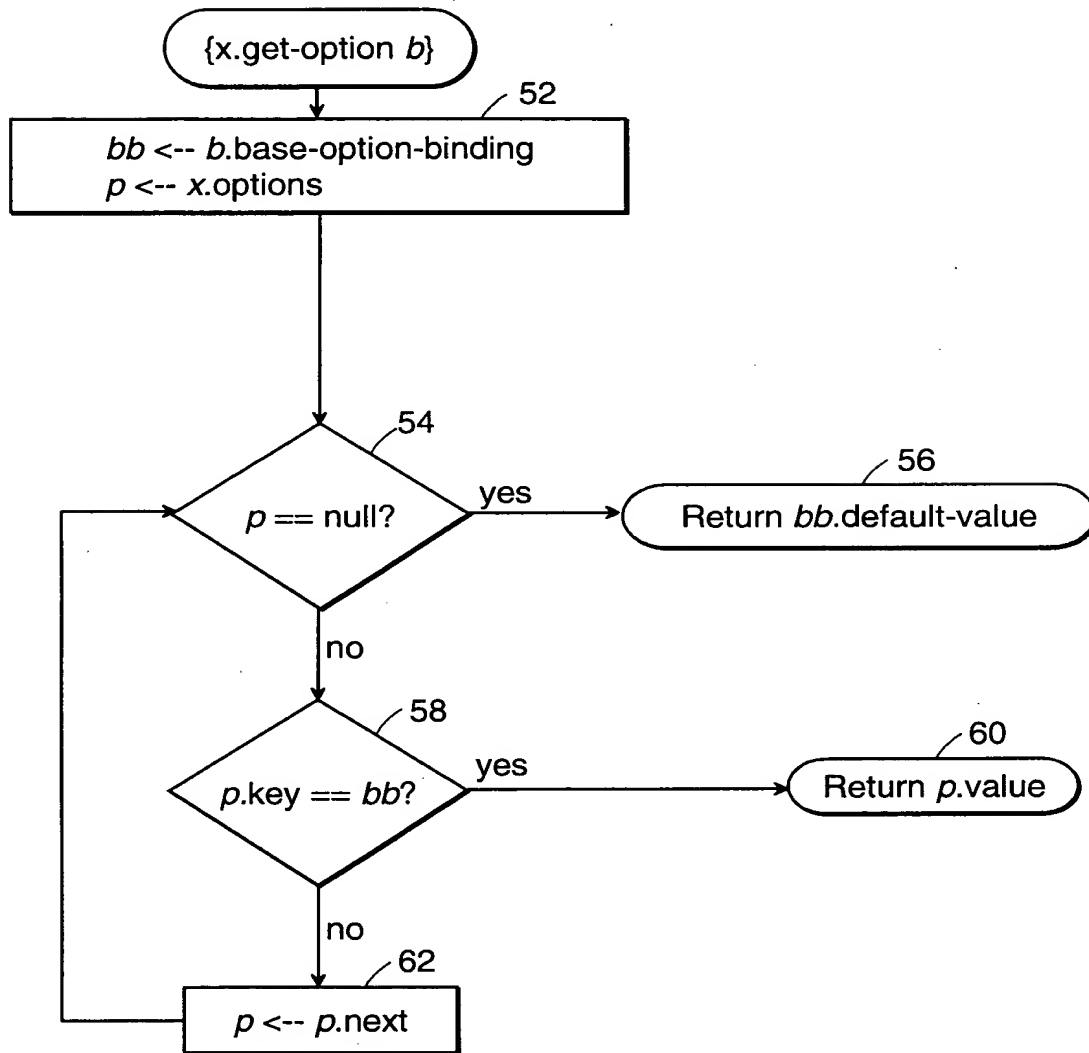 {x.get-option b}
52
bb <-- b.base-option-binding
p <-- x.options
54
p == null?
yes
56
Return bb.default-value
no
58
p.key == bb?
yes
60
Return p.value
no
62
p <-- p.next